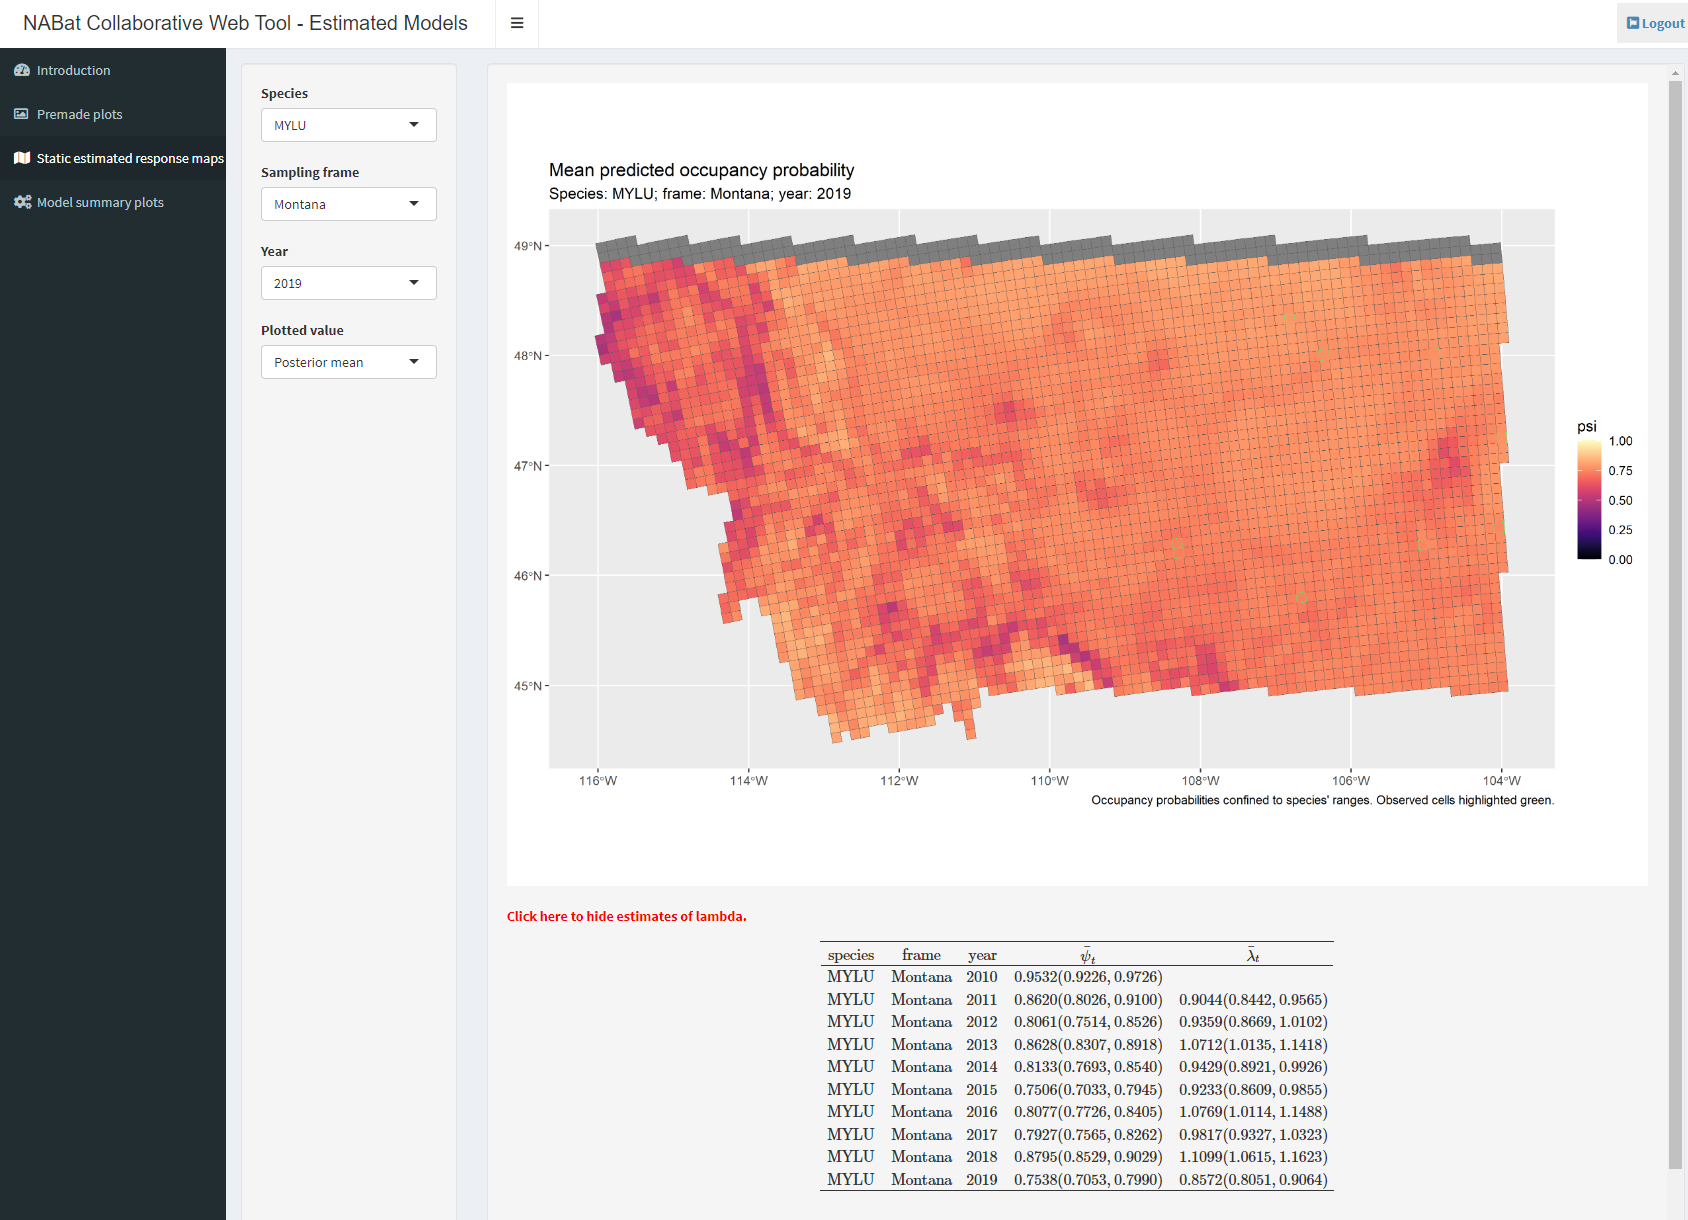 NABat Collaborative Web Tool - Estimated Models
Logout
Introduction
Premade plots
Static estimated response maps
Model summary plots
Species
MYLU
Sampling frame
Montana
Year
2019
Plotted value
Posterior mean
Mean predicted occupancy probability
Species: MYLU; frame: Montana; year: 2019
49°N
48°N
47°N
46°N
45°N
116°W 114°W 112°W 110°W 108°W 106°W 104°W
psi
1.00
0.75
0.50
0.25
0.00
Occupancy probabilities confined to species' ranges. Observed cells highlighted green.
Click here to hide estimates of lambda.
species frame year ψ̄ₜ λ̄ₜ
MYLU Montana 2010 0.9532(0.9226, 0.9726)
MYLU Montana 2011 0.8620(0.8026, 0.9100) 0.9044(0.8442, 0.9565)
MYLU Montana 2012 0.8061(0.7514, 0.8526) 0.9359(0.8669, 1.0102)
MYLU Montana 2013 0.8628(0.8307, 0.8918) 1.0712(1.0135, 1.1418)
MYLU Montana 2014 0.8133(0.7693, 0.8540) 0.9429(0.8921, 0.9926)
MYLU Montana 2015 0.7506(0.7033, 0.7945) 0.9233(0.8609, 0.9855)
MYLU Montana 2016 0.8077(0.7726, 0.8405) 1.0769(1.0114, 1.1488)
MYLU Montana 2017 0.7927(0.7565, 0.8262) 0.9817(0.9327, 1.0323)
MYLU Montana 2018 0.8795(0.8529, 0.9029) 1.1099(1.0615, 1.1623)
MYLU Montana 2019 0.7538(0.7053, 0.7990) 0.8572(0.8051, 0.9064)